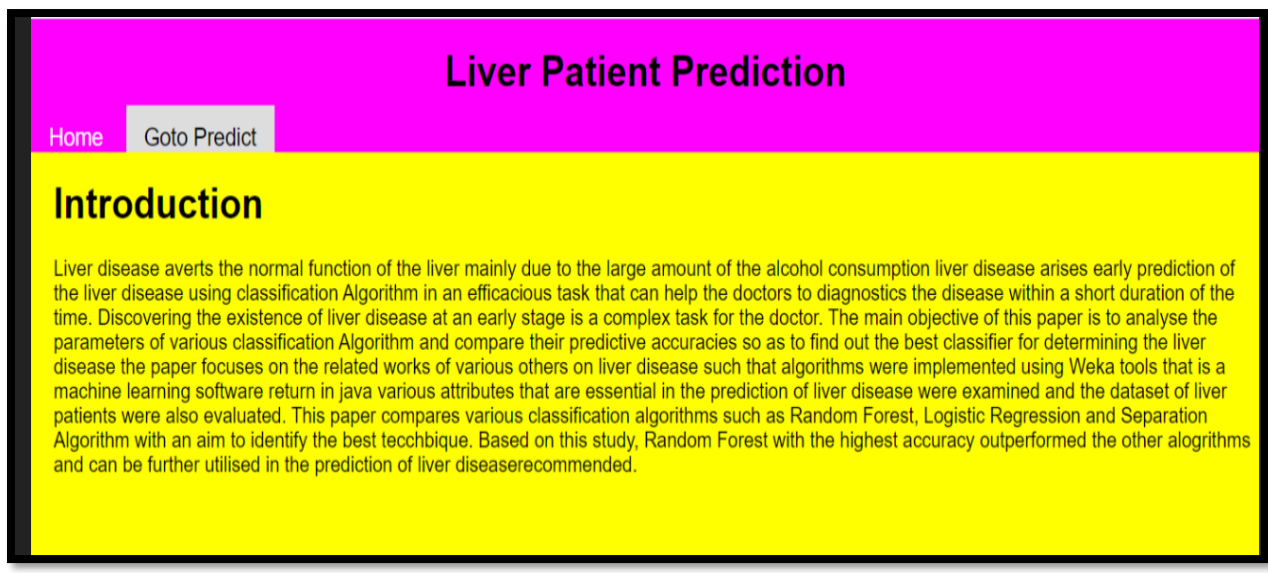 Liver Patient Prediction
Home Goto Predict
Introduction
Liver disease averts the normal function of the liver mainly due to the large amount of the alcohol consumption liver disease arises early prediction of
the liver disease using classification Algorithm in an efficacious task that can help the doctors to diagnostics the disease within a short duration of the
time. Discovering the existence of liver disease at an early stage is a complex task for the doctor. The main objective of this paper is to analyse the
parameters of various classification Algorithm and compare their predictive accuracies so as to find out the best classifier for determining the liver
disease the paper focuses on the related works of various others on liver disease such that algorithms were implemented using Weka tools that is a
machine learning software return in java various attributes that are essential in the prediction of liver disease were examined and the dataset of liver
patients were also evaluated. This paper compares various classification algorithms such as Random Forest, Logistic Regression and Separation
Algorithm with an aim to identify the best tecchbique. Based on this study, Random Forest with the highest accuracy outperformed the other alogrithms
and can be further utilised in the prediction of liver diseaserecommended.